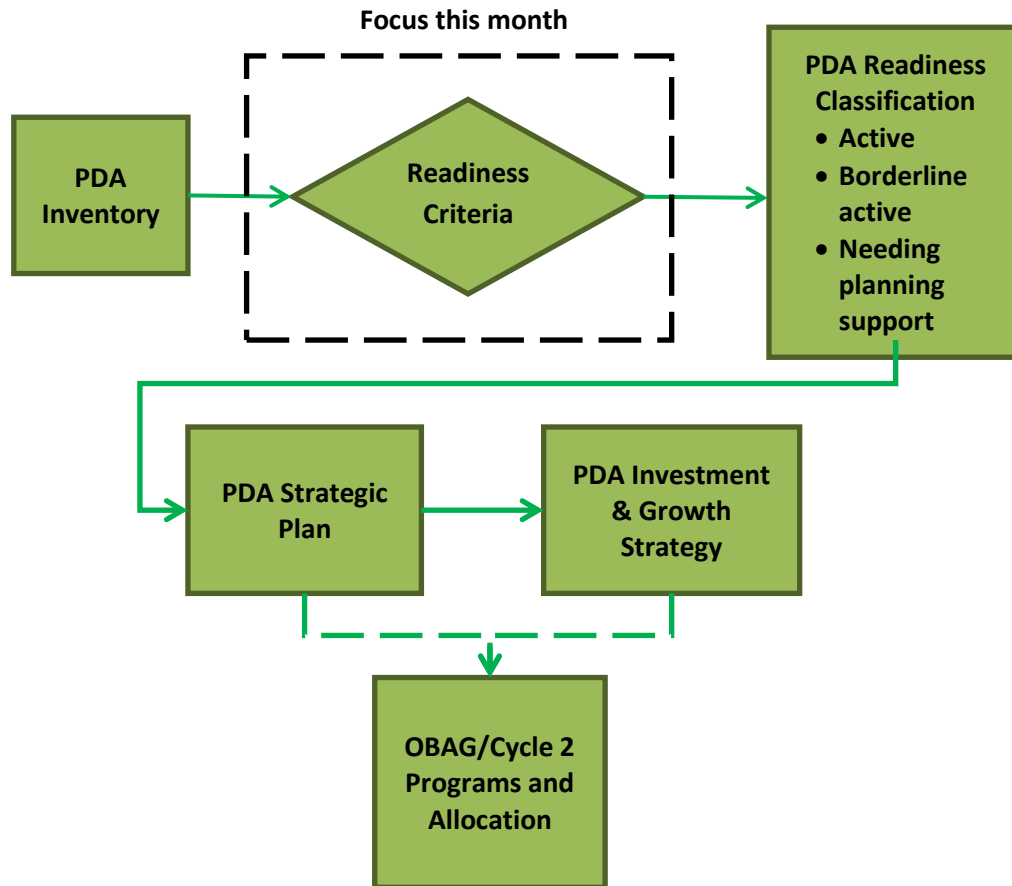 Focus this month
PDA
Inventory
Readiness
Criteria
PDA Readiness
Classification
• Active
• Borderline
active
• Needing
planning
support
PDA Strategic
Plan
PDA Investment
& Growth
Strategy
OBAG/Cycle 2
Programs and
Allocation